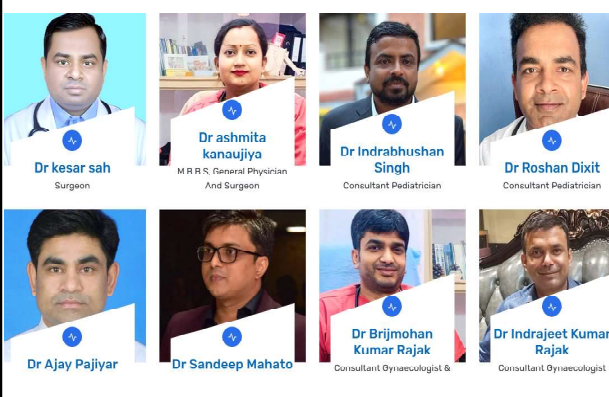 Dr kesar sah
Surgeon
Dr ashmita
kanaujiya
M.B.B.S, General Physician
And Surgeon
Dr Indrabhushan
Singh
Consultant Pediatrician
Dr Roshan Dixit
Consultant Pediatrician
Dr Ajay Pajiyar
Dr Sandeep Mahato
Dr Brijmohan
Kumar Rajak
Consultant Gynaecologist &
Dr Indrajeet Kumar
Rajak
Consultant Gynaecologist